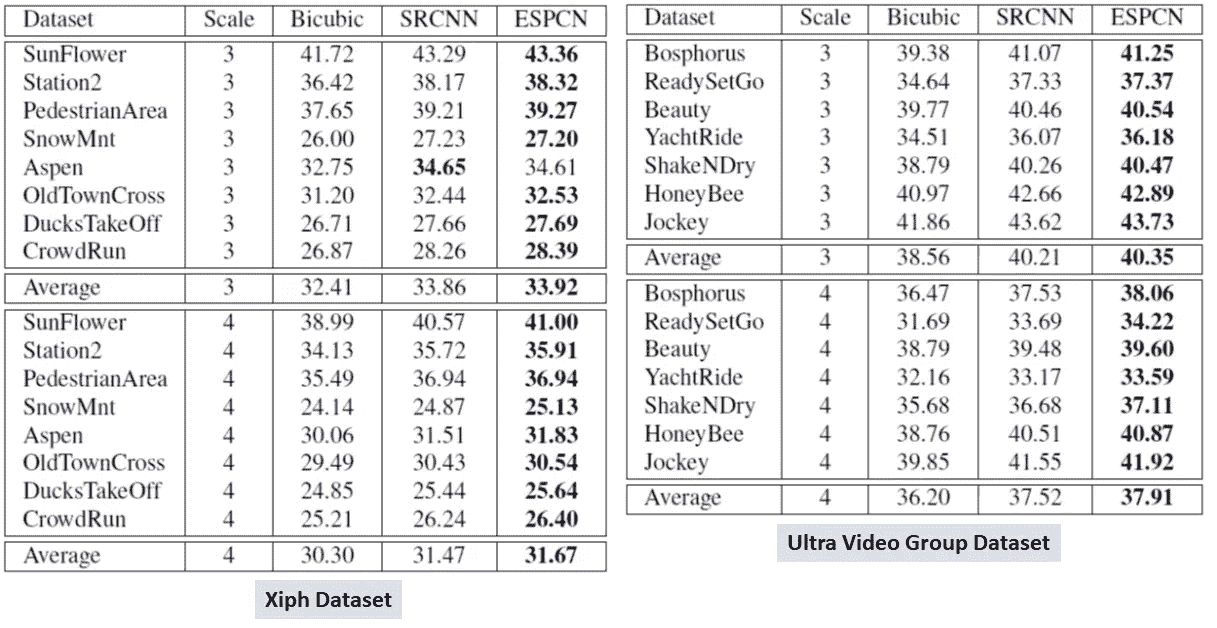 Dataset Scale Bicubic SRCNN ESPCN
SunFlower 3 41.72 43.29 43.36
Station2 3 36.42 38.17 38.32
PedestrianArea 3 37.65 39.21 39.27
SnowMnt 3 26.00 27.23 27.20
Aspen 3 32.75 34.65 34.61
OldTownCross 3 31.20 32.44 32.53
DucksTakeOff 3 26.71 27.66 27.69
CrowdRun 3 26.87 28.26 28.39
Average 3 32.41 33.86 33.92
SunFlower 4 38.99 40.57 41.00
Station2 4 34.13 35.72 35.91
PedestrianArea 4 35.49 36.94 36.94
SnowMnt 4 24.14 24.87 25.13
Aspen 4 30.06 31.51 31.83
OldTownCross 4 29.49 30.43 30.54
DucksTakeOff 4 24.85 25.44 25.64
CrowdRun 4 25.21 26.24 26.40
Average 4 30.30 31.47 31.67
Xiph Dataset
Dataset Scale Bicubic SRCNN ESPCN
Bosphorus 3 39.38 41.07 41.25
ReadySetGo 3 34.64 37.33 37.37
Beauty 3 39.77 40.46 40.54
YachtRide 3 34.51 36.07 36.18
ShakeNDry 3 38.79 40.26 40.47
HoneyBee 3 40.97 42.66 42.89
Jockey 3 41.86 43.62 43.73
Average 3 38.56 40.21 40.35
Bosphorus 4 36.47 37.53 38.06
ReadySetGo 4 31.69 33.69 34.22
Beauty 4 38.79 39.48 39.60
YachtRide 4 32.16 33.17 33.59
ShakeNDry 4 35.68 36.68 37.11
HoneyBee 4 38.76 40.51 40.87
Jockey 4 39.85 41.55 41.92
Average 4 36.20 37.52 37.91
Ultra Video Group Dataset